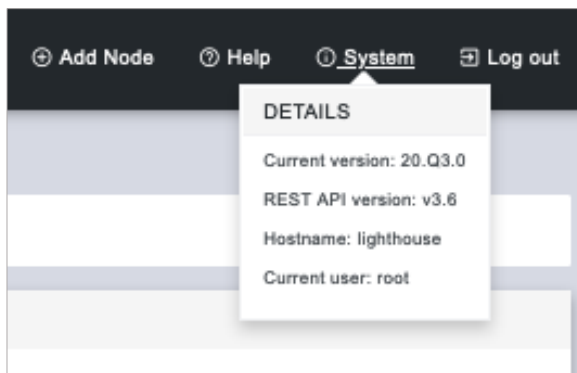 Add Node Help System Log out
DETAILS
Current version: 20.Q3.0
REST API version: v3.6
Hostname: lighthouse
Current user: root